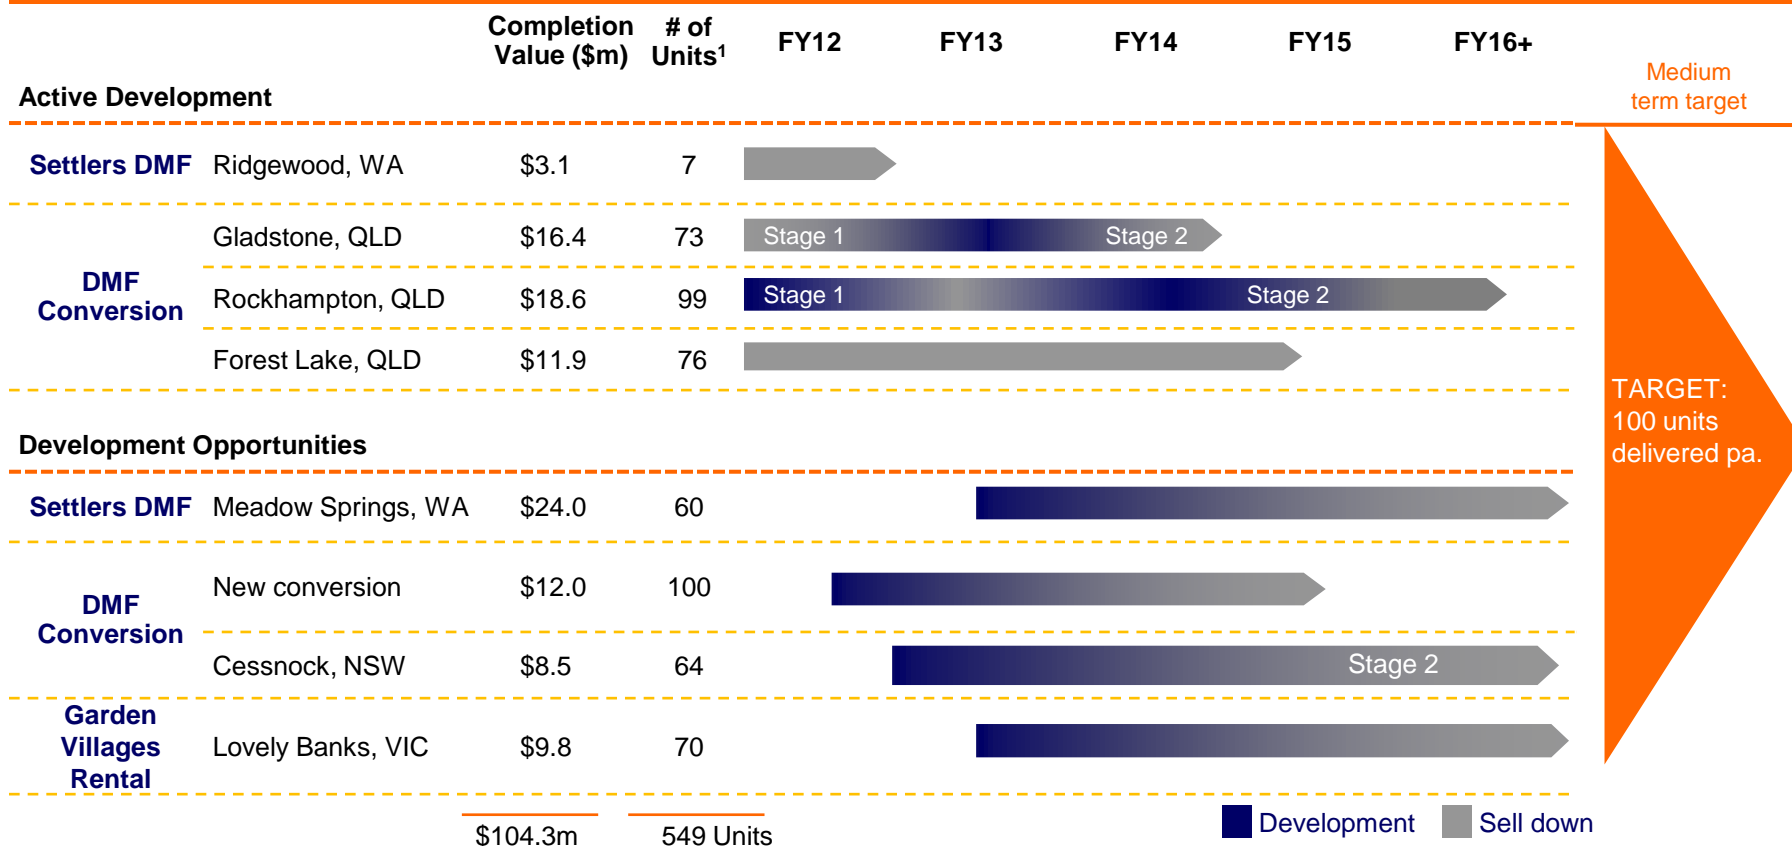 Completion Value ($m) # of Units¹ FY12 FY13 FY14 FY15 FY16+
Medium
term target
Active Development
Settlers DMF Ridgewood, WA $3.1 7
DMF Conversion
Gladstone, QLD $16.4 73 Stage 1 Stage 2
Rockhampton, QLD $18.6 99 Stage 1 Stage 2
Forest Lake, QLD $11.9 76
TARGET:
100 units
delivered pa.
Development Opportunities
Settlers DMF Meadow Springs, WA $24.0 60
DMF Conversion
New conversion $12.0 100
Cessnock, NSW $8.5 64 Stage 2
Garden
Villages
Rental
Lovely Banks, VIC $9.8 70
$104.3m 549 Units
Development Sell down